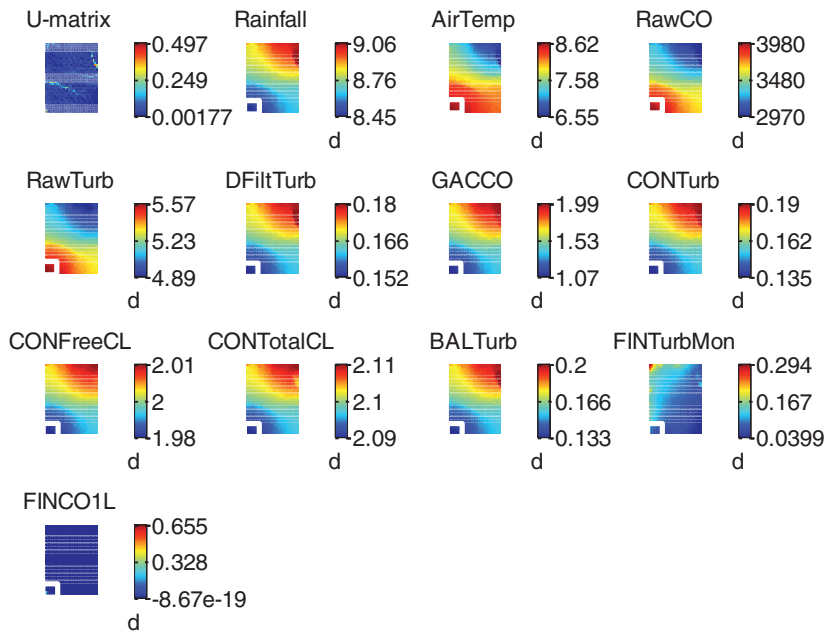 U-matrix Rainfall AirTemp RawCO
0.497 9.06 8.62 3980
0.249 8.76 7.58 3480
0.00177 8.45 6.55 2970
d d d
RawTurb DFiltTurb GACCO CONTurb
5.57 0.18 1.99 0.19
5.23 0.166 1.53 0.162
4.89 0.152 1.07 0.135
d d d d
CONFreeCL CONTotalCL BALTurb FINTurbMon
2.01 2.11 0.2 0.294
2 2.1 0.166 0.167
1.98 2.09 0.133 0.0399
d d d d
FINCO1L
0.655
0.328
-8.67e-19
d